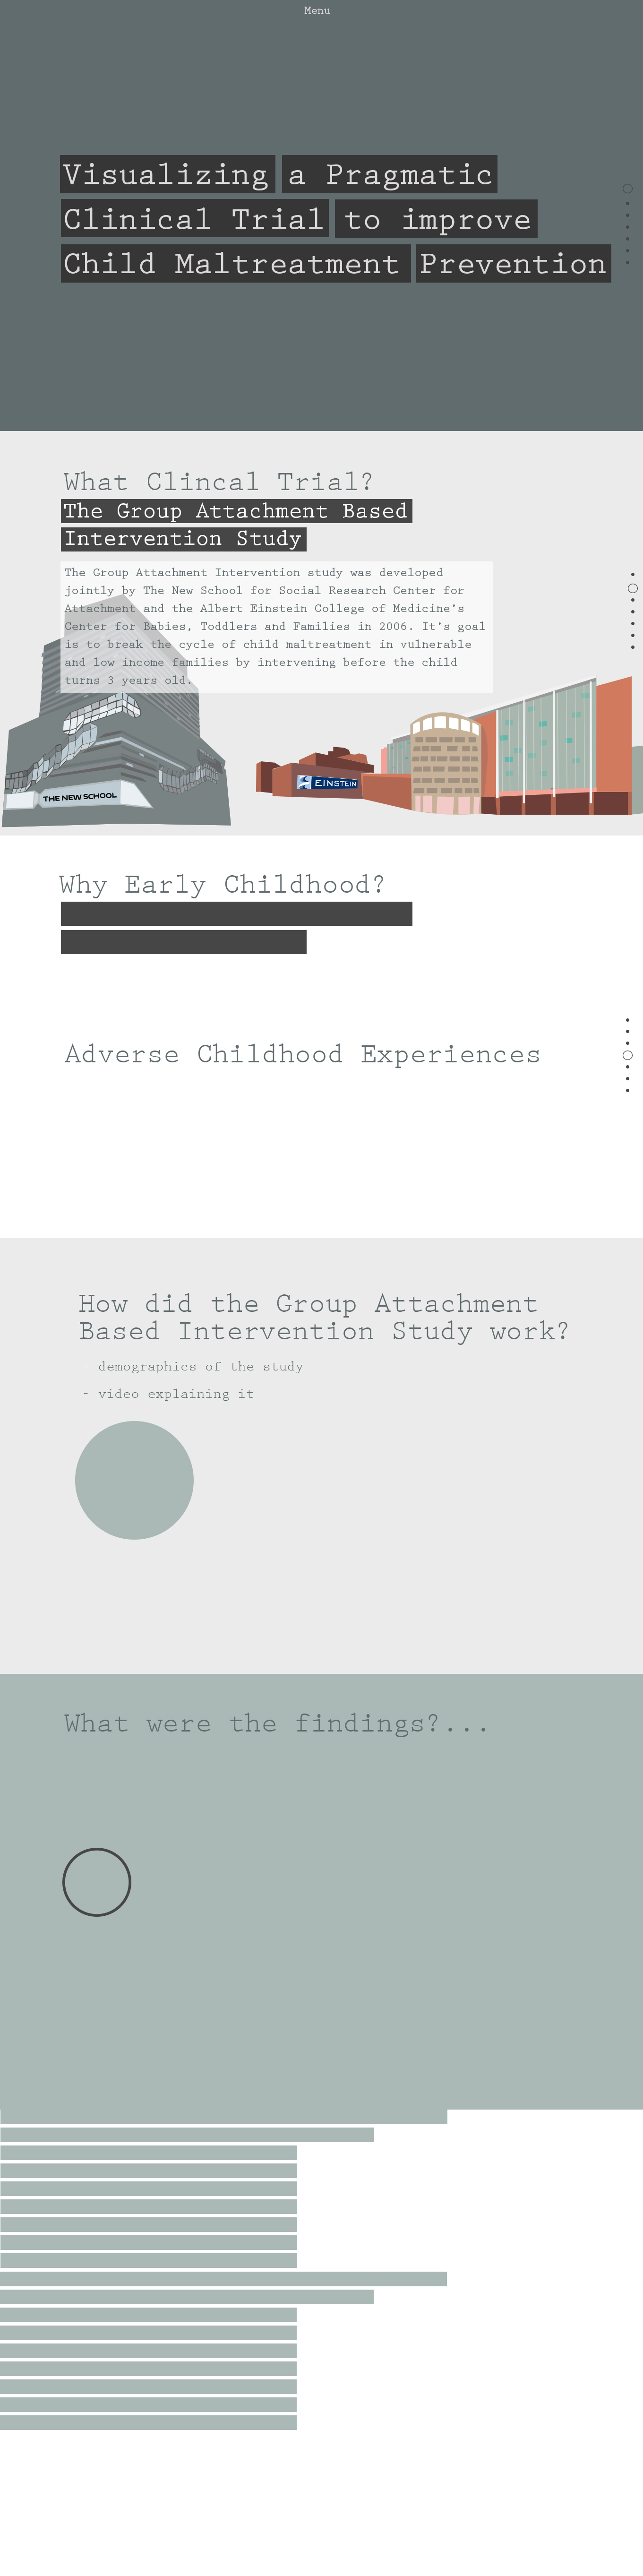 Menu
Visualizing a Pragmatic
Clinical Trial to improve
Child Maltreatment Prevention
What Clincal Trial?
The Group Attachment Based
Intervention Study
The Group Attachment Intervention study was developed
jointly by The New School for Social Research Center for
Attachment and the Albert Einstein College of Medicine's
Center for Babies, Toddlers and Families in 2006. It's goal
is to break the cycle of child maltreatment in vulnerable
and low income families by intervening before the child
turns 3 years old.
THE NEW SCHOOL
EINSTEIN
Why Early Childhood?
Adverse Childhood Experiences
How did the Group Attachment
Based Intervention Study work?
- demographics of the study
- video explaining it
What were the findings?...